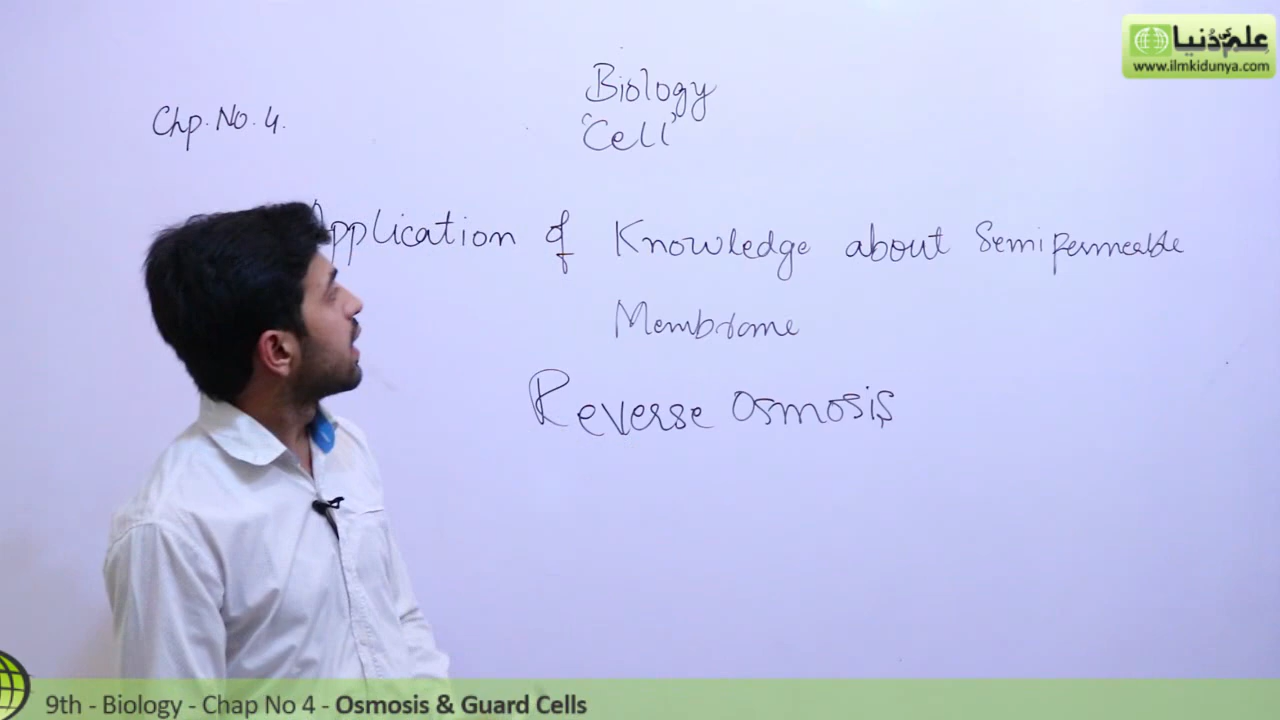 علم کی دنیا
www.ilmkidunya.com
Biology
Chp. No. 4.
'Cell'
Application of Knowledge about Semipermeable
Membrane
Reverse Osmosis
9th - Biology - Chap No 4 - Osmosis & Guard Cells